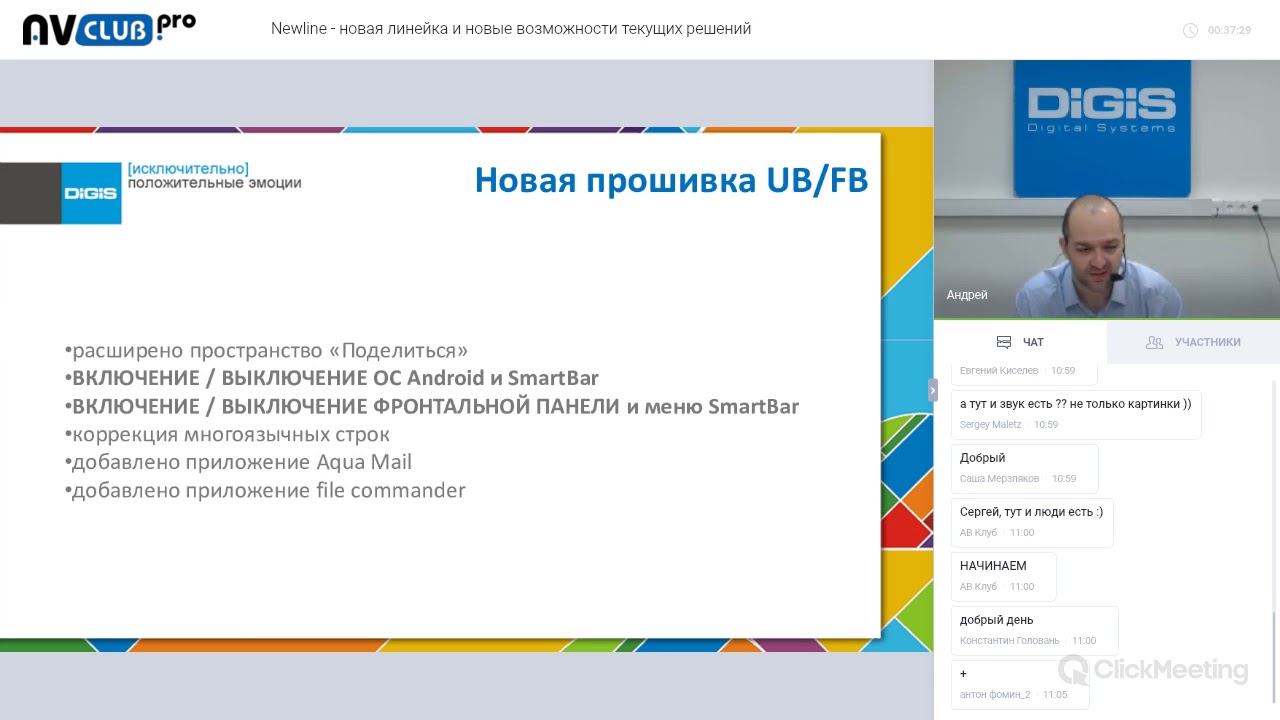 AVCLUB.pro
Newline - новая линейка и новые возможности текущих решений
00:37:29
DiGiS
[исключительно]
положительные эмоции
Новая прошивка UB/FB
•расширено пространство «Поделиться»
•ВКЛЮЧЕНИЕ / ВЫКЛЮЧЕНИЕ ОС Android и SmartBar
•ВКЛЮЧЕНИЕ / ВЫКЛЮЧЕНИЕ ФРОНТАЛЬНОЙ ПАНЕЛИ и меню SmartBar
•коррекция многоязычных строк
•добавлено приложение Aqua Mail
•добавлено приложение file commander
DiGiS
Digital Systems
Андрей
ЧАТ
УЧАСТНИКИ
Евгений Киселев 10:59
а тут и звук есть ?? не только картинки ))
Sergey Maletz 10:59
Добрый
Саша Мерзляков 10:59
Сергей, тут и люди есть :)
АВ Клуб 11:00
НАЧИНАЕМ
АВ Клуб 11:00
добрый день
Константин Головань 11:00
+
антон фомин_2 11:05
ClickMeeting